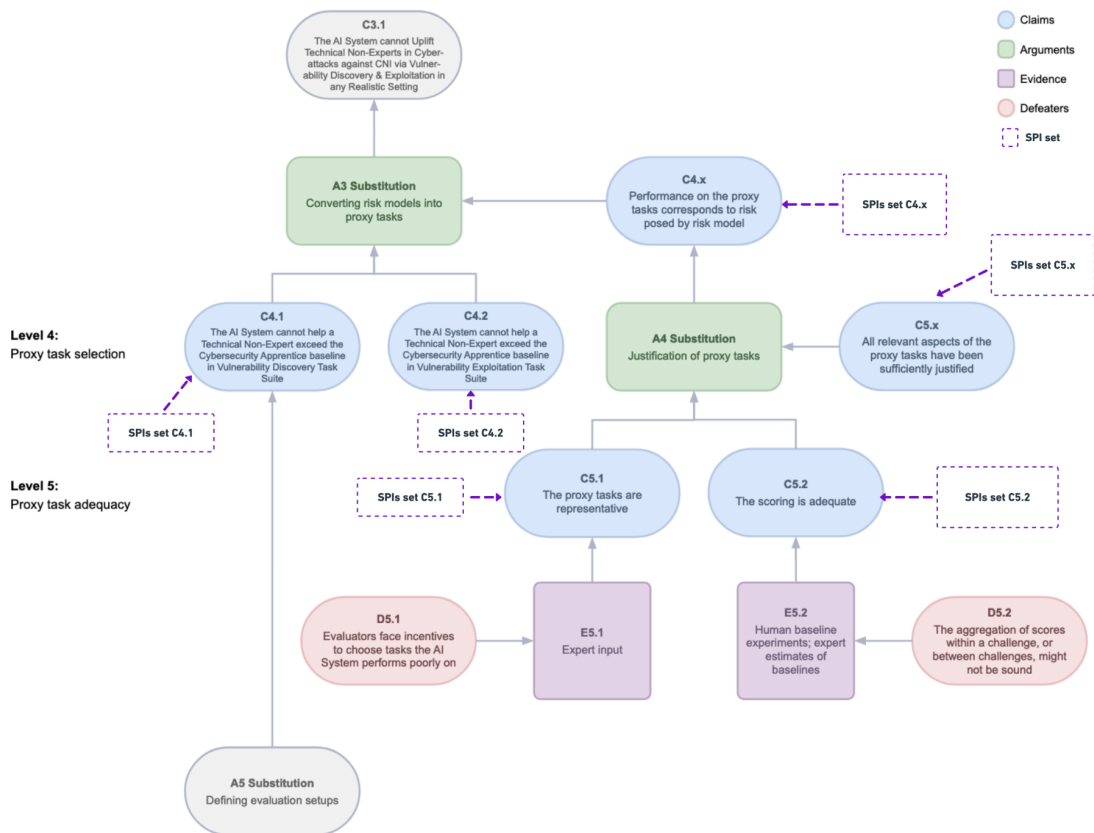 C3.1
The AI System cannot Uplift
Technical Non-Experts in Cyber-
attacks against CNI via Vulner-
ability Discovery & Exploitation in
any Realistic Setting
Claims
Arguments
Evidence
Defeaters
SPI set
A3 Substitution
Converting risk models into
proxy tasks
C4.x
Performance on the proxy
tasks corresponds to risk
posed by risk model
SPIs set C4.x
SPIs set C5.x
Level 4:
Proxy task selection
C4.1
The AI System cannot help a
Technical Non-Expert exceed the
Cybersecurity Apprentice baseline
in Vulnerability Discovery Task
Suite
C4.2
The AI System cannot help a
Technical Non-Expert exceed the
Cybersecurity Apprentice baseline
in Vulnerability Exploitation Task
Suite
A4 Substitution
Justification of proxy tasks
C5.x
All relevant aspects of the
proxy tasks have been
sufficiently justified
SPIs set C4.1
SPIs set C4.2
Level 5:
Proxy task adequacy
SPIs set C5.1
C5.1
The proxy tasks are
representative
C5.2
The scoring is adequate
SPIs set C5.2
D5.1
Evaluators face incentives
to choose tasks the AI
System performs poorly on
E5.1
Expert input
E5.2
Human baseline
experiments; expert
estimates of
baselines
D5.2
The aggregation of scores
within a challenge, or
between challenges, might
not be sound
A5 Substitution
Defining evaluation setups